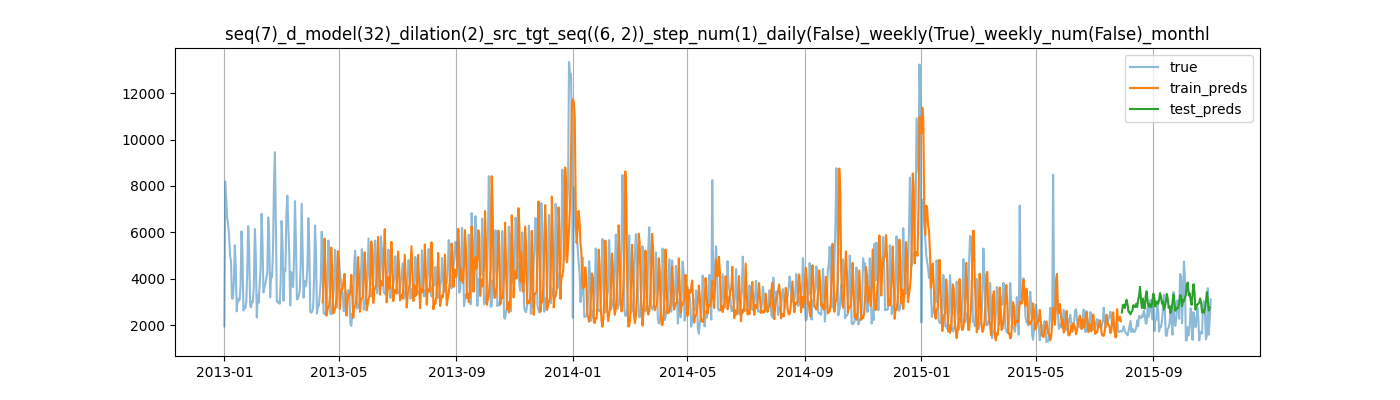 seq(7)_d_model(32)_dilation(2)_src_tgt_seq((6, 2))_step_num(1)_daily(False)_weekly(True)_weekly_num(False)_monthl
true
train_preds
test_preds
12000
10000
8000
6000
4000
2000
2013-01 2013-05 2013-09 2014-01 2014-05 2014-09 2015-01 2015-05 2015-09